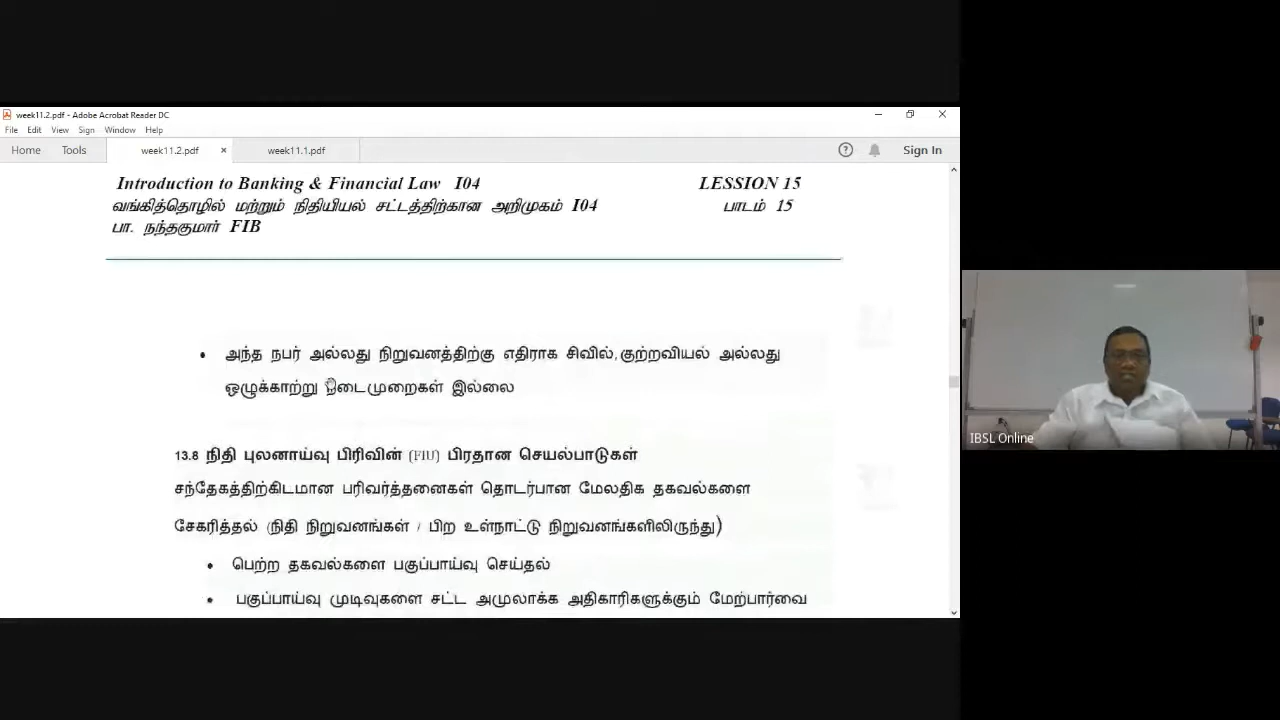 week11.2.pdf - Adobe Acrobat Reader DC
File Edit View Sign Window Help
Home Tools week11.2.pdf × week11.1.pdf Sign In
Introduction to Banking & Financial Law I04 LESSION 15
வங்கித்தொழில் மற்றும் நிதியியல் சட்டத்திற்கான அறிமுகம் I04 பாடம் 15
பா. நந்தகுமார் FIB
• அந்த நபர் அல்லது நிறுவனத்திற்கு எதிராக சிவில்,குற்றவியல் அல்லது
ஒழுக்காற்று இல்லை
13.8 நிதி புலனாய்வு பிரிவின் (FIU) பிரதான செயல்பாடுகள்
சந்தேகத்திற்கிடமான பரிவர்த்தனைகள் தொடர்பான மேலதிக தகவல்களை
சேகரித்தல் (நிதி நிறுவனங்கள் / பிற உள்நாட்டு நிறுவனங்களிலிருந்து)
• பெற்ற தகவல்களை பகுப்பாய்வு செய்தல்
• பகுப்பாய்வு முடிவுகளை சட்ட அமுலாக்க அதிகாரிகளுக்கும் மேற்பார்வை
IBSL Online